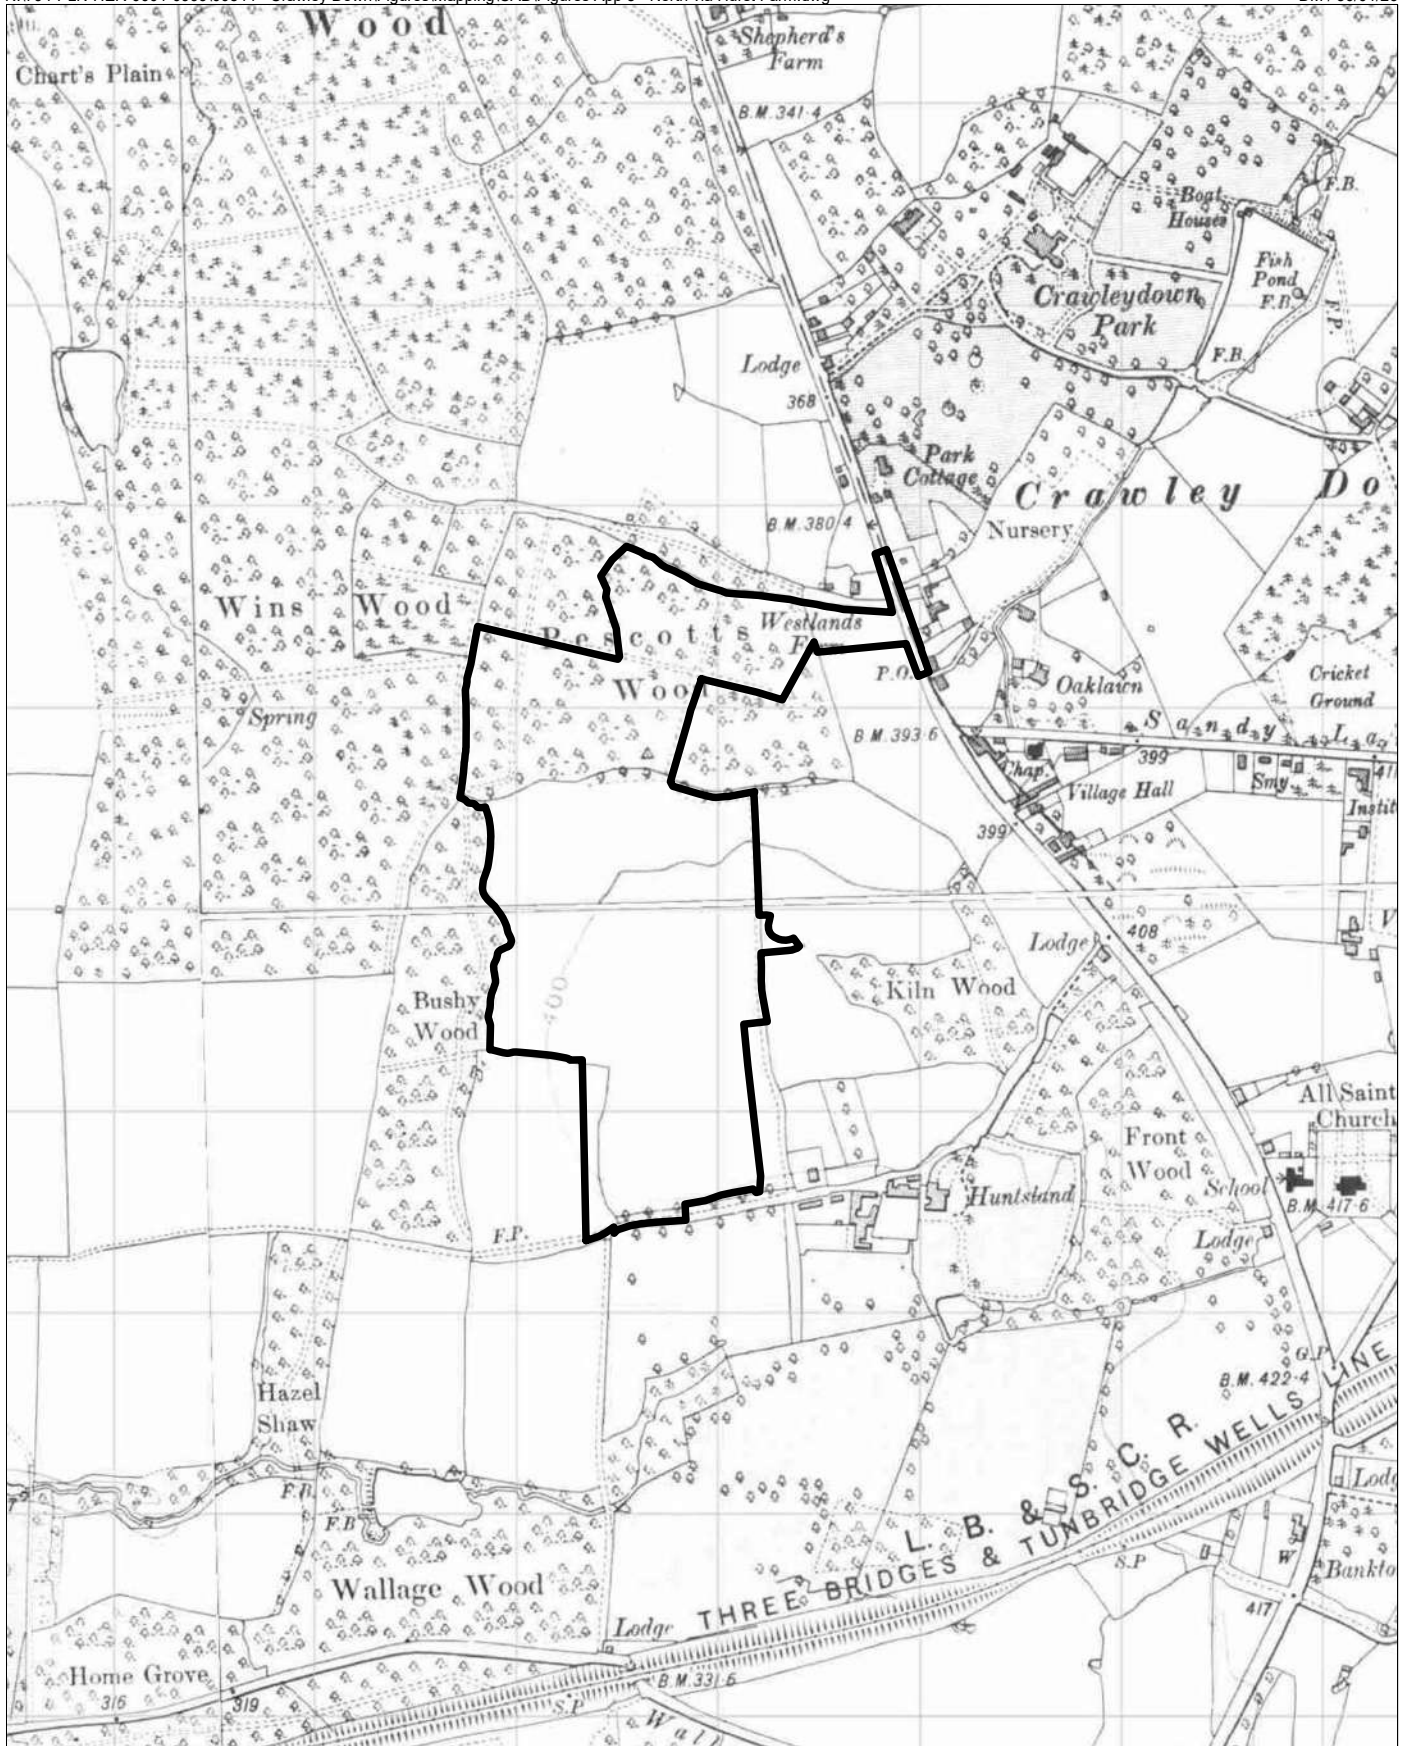 Wood
Chart's Plain
Shepherd's
Farm
B.M. 341·4
F.B.
Boat
Houses
Fish
Pond
F.B.
F.P.
Crawleydown
Park
Lodge
368
F.B.
Park
Cottage
Crawley Do
Nursery
B.M. 380·4
Wins Wood
Westlands
Pescotts
Wood
P.O.
Oaklawn
Cricket
Ground
Spring
B.M. 393·6
Sandy La
399
Chap.
Village Hall
Smy.
Instit
399
408
Lodge
Kiln Wood
400
Bushy
Wood
All Saint
Church
Front
Wood
Huntsland
School
B.M. 417·6
F.P.
Lodge
G.P.
B.M. 422·4
Hazel
Shaw
L. B. & S. C. R.
THREE BRIDGES & TUNBRIDGE WELLS LINE
Lodg
F.B.
F.B
S.P
W
Wallage Wood
Bankto
417
Lodge
Home Grove
B.M. 331·6
316
319
S.P
Wall